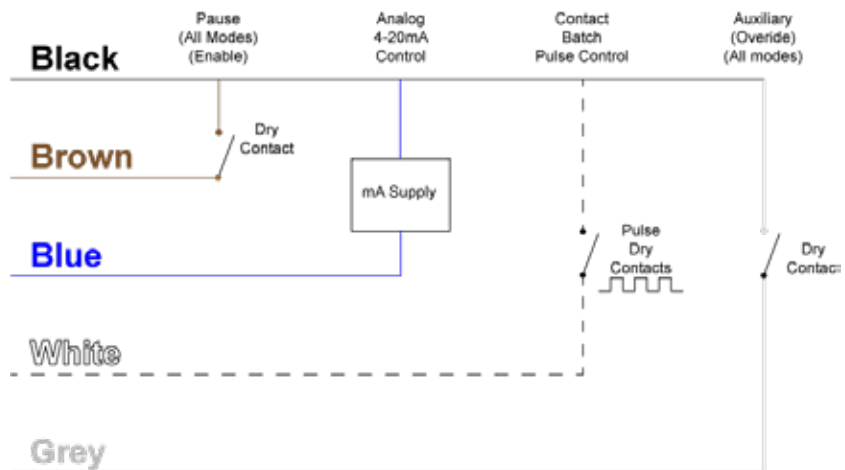 Pause
(All Modes)
(Enable)
Analog
4-20mA
Control
Contact
Batch
Pulse Control
Auxiliary
(Overide)
(All modes)
Black
Dry
Contact
Brown
mA Supply
Blue
Pulse
Dry
Contacts
Dry
Contac
White
Grey